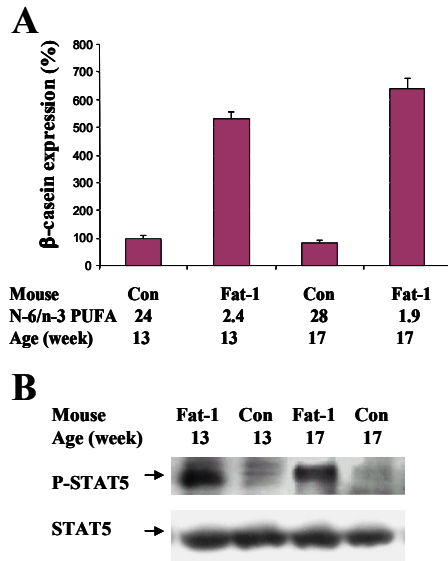 A
β-casein expression (%)
800
700
600
500
400
300
200
100
0
Mouse Con Fat-1 Con Fat-1
N-6/n-3 PUFA 24 2.4 28 1.9
Age (week) 13 13 17 17
B
Mouse Fat-1 Con Fat-1 Con
Age (week) 13 13 17 17
P-STAT5
STAT5